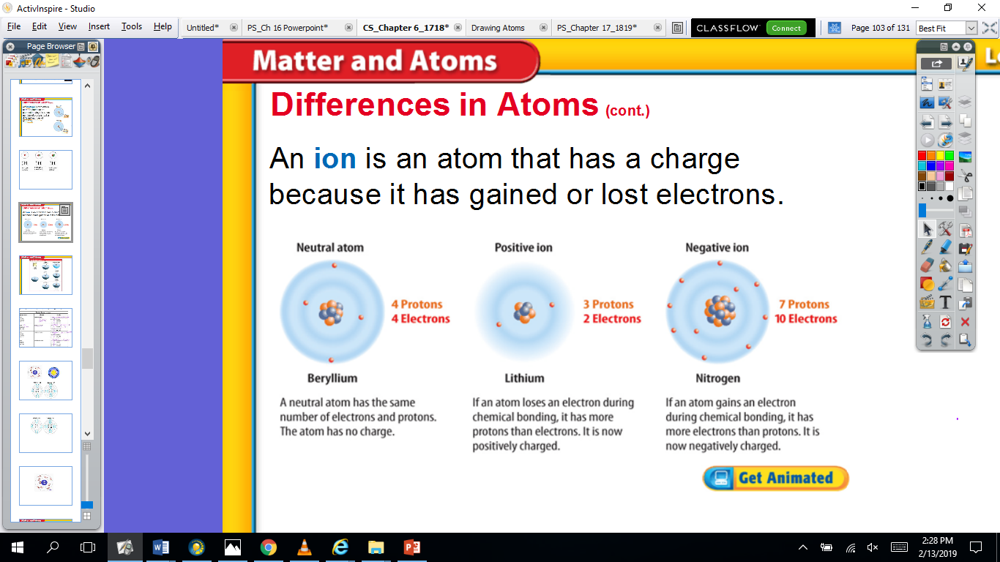 ActivInspire - Studio
File Edit View Insert Tools Help
Untitled*
PS_Ch 16 Powerpoint*
CS_Chapter 6_1718*
Drawing Atoms
PS_Chapter 17_1819*
CLASSFLOW Connect
Page 103 of 131
Best Fit
Page Browser
Matter and Atoms
Differences in Atoms (cont.)
An ion is an atom that has a charge
because it has gained or lost electrons.
Neutral atom
4 Protons
4 Electrons
Beryllium
A neutral atom has the same
number of electrons and protons.
The atom has no charge.
Positive ion
3 Protons
2 Electrons
Lithium
If an atom loses an electron during
chemical bonding, it has more
protons than electrons. It is now
positively charged.
Negative ion
7 Protons
10 Electrons
Nitrogen
If an atom gains an electron
during chemical bonding, it has
more electrons than protons. It is
now negatively charged.
Get Animated
2:28 PM
2/13/2019